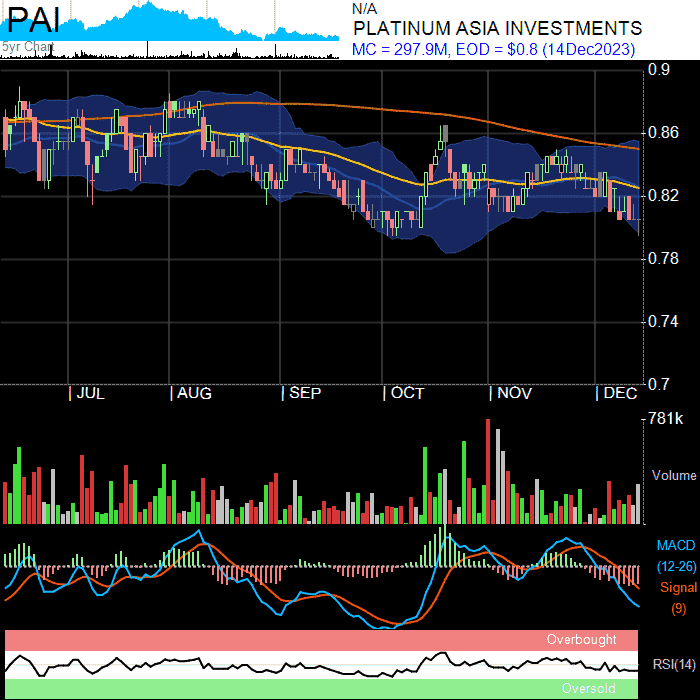 PAI
5yr Chart
N/A
PLATINUM ASIA INVESTMENTS
MC = 297.9M, EOD = $0.8 (14Dec2023)
0.9
0.86
0.82
0.78
0.74
0.7
JUL
AUG
SEP
OCT
NOV
DEC
781k
Volume
MACD
(12-26)
Signal
(9)
Overbought
RSI(14)
Oversold